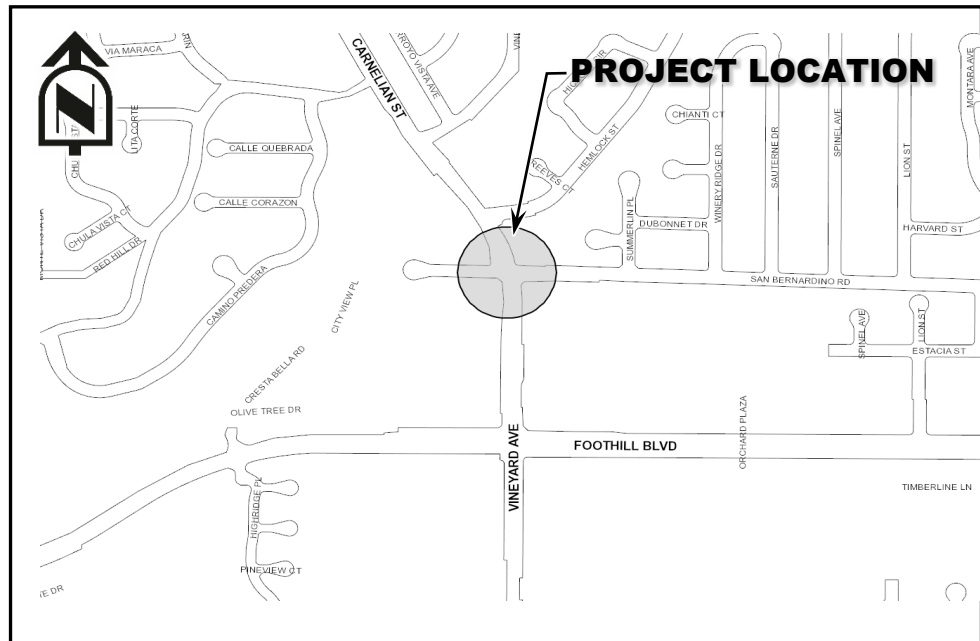 PROJECT LOCATION
N
VIA MARACA
RIN
CARNELIAN ST
ARROYO VISTA AVE
VIN
HEMLOCK ST
REEVES CT
CHIANTI CT
WINERY RIDGE DR
SAUTERNE DR
SPINEL AVE
LION ST
MONTARA AVE
LITA CORTE
CALLE QUEBRADA
CALLE CORAZON
CHULA VISTA CT
RED HILL DR
CAMINO PREDERA
CITY VIEW PL
SUMMERLIN PL
DUBONNET DR
HARVARD ST
SAN BERNARDINO RD
SPINEL AVE
LION ST
ESTACIA ST
CRESTA BELLA RD
OLIVE TREE DR
VINEYARD AVE
FOOTHILL BLVD
ORCHARD PLAZA
TIMBERLINE LN
HIGHRIDGE PL
PINEVIEW CT
TE DR